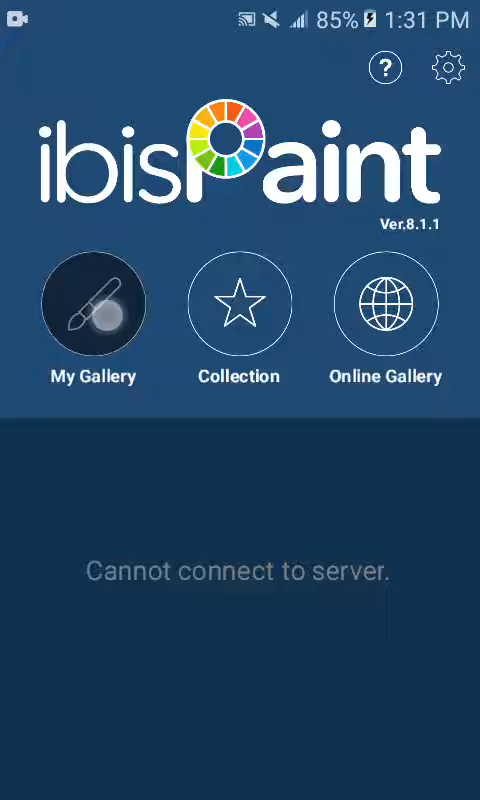 85% 1:31 PM
?
ibisPaint
Ver.8.1.1
My Gallery Collection Online Gallery
Cannot connect to server.